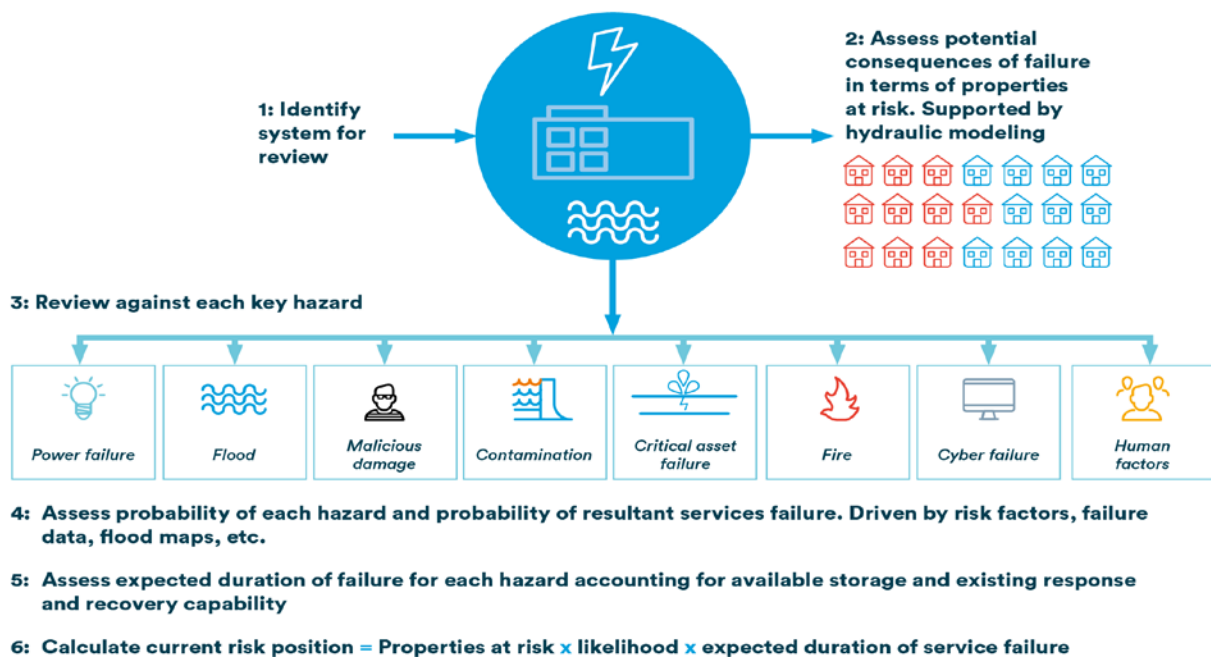 1: Identify
system for
review
2: Assess potential
consequences of failure
in terms of properties
at risk. Supported by
hydraulic modeling
3: Review against each key hazard
Power failure
Flood
Malicious
damage
Contamination
Critical asset
failure
Fire
Cyber failure
Human
factors
4: Assess probability of each hazard and probability of resultant services failure. Driven by risk factors, failure
data, flood maps, etc.
5: Assess expected duration of failure for each hazard accounting for available storage and existing response
and recovery capability
6: Calculate current risk position = Properties at risk x likelihood x expected duration of service failure